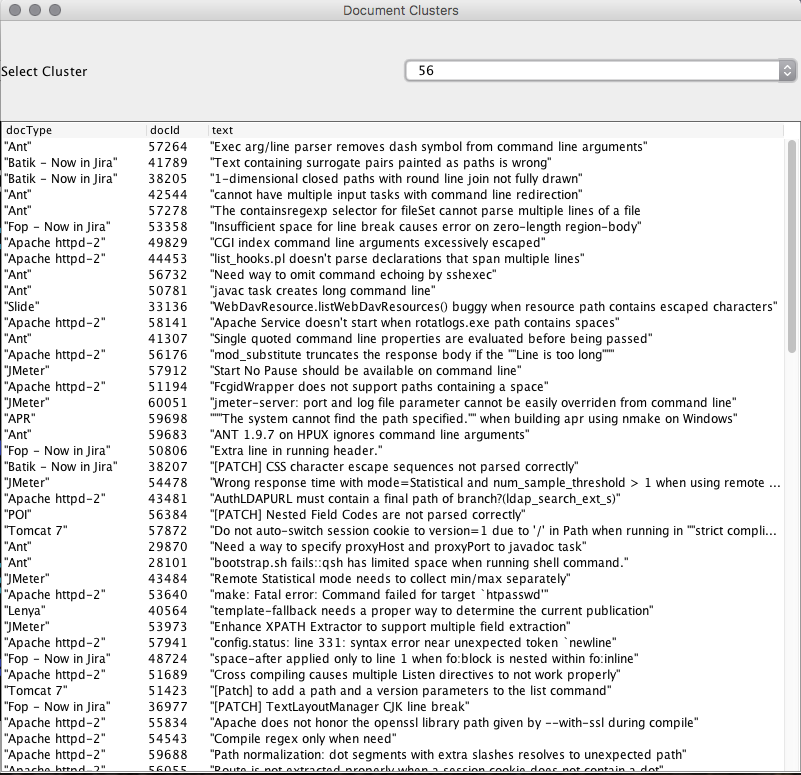 Document Clusters
Select Cluster 56
docType docId text
"Ant" 57264 "Exec arg/line parser removes dash symbol from command line arguments"
"Batik - Now in Jira" 41789 "Text containing surrogate pairs painted as paths is wrong"
"Batik - Now in Jira" 38205 "1-dimensional closed paths with round line join not fully drawn"
"Ant" 42544 "cannot have multiple input tasks with command line redirection"
"Ant" 57278 "The containsregexp selector for fileSet cannot parse multiple lines of a file
"Fop - Now in Jira" 53358 "Insufficient space for line break causes error on zero-length region-body"
"Apache httpd-2" 49829 "CGI index command line arguments excessively escaped"
"Apache httpd-2" 44453 "list_hooks.pl doesn't parse declarations that span multiple lines"
"Ant" 56732 "Need way to omit command echoing by sshexec"
"Ant" 50781 "javac task creates long command line"
"Slide" 33136 "WebDavResource.listWebDavResources() buggy when resource path contains escaped characters"
"Apache httpd-2" 58141 "Apache Service doesn't start when rotatlogs.exe path contains spaces"
"Ant" 41307 "Single quoted command line properties are evaluated before being passed"
"Apache httpd-2" 56176 "mod_substitute truncates the response body if the ""Line is too long"""
"JMeter" 57912 "Start No Pause should be available on command line"
"Apache httpd-2" 51194 "FcgidWrapper does not support paths containing a space"
"JMeter" 60051 "jmeter-server: port and log file parameter cannot be easily overriden from command line"
"APR" 59698 """The system cannot find the path specified."" when building apr using nmake on Windows"
"Ant" 59683 "ANT 1.9.7 on HPUX ignores command line arguments"
"Fop - Now in Jira" 50806 "Extra line in running header."
"Batik - Now in Jira" 38207 "[PATCH] CSS character escape sequences not parsed correctly"
"JMeter" 54478 "Wrong response time with mode=Statistical and num_sample_threshold > 1 when using remote ...
"Apache httpd-2" 43481 "AuthLDAPURL must contain a final path of branch?(ldap_search_ext_s)"
"POI" 56384 "[PATCH] Nested Field Codes are not parsed correctly"
"Tomcat 7" 57872 "Do not auto-switch session cookie to version=1 due to '/' in Path when running in ""strict compli...
"Ant" 29870 "Need a way to specify proxyHost and proxyPort to javadoc task"
"Ant" 28101 "bootstrap.sh fails::qsh has limited space when running shell command."
"JMeter" 43484 "Remote Statistical mode needs to collect min/max separately"
"Apache httpd-2" 53640 "make: Fatal error: Command failed for target `htpasswd'"
"Lenya" 40564 "template-fallback needs a proper way to determine the current publication"
"JMeter" 53973 "Enhance XPATH Extractor to support multiple field extraction"
"Apache httpd-2" 57941 "config.status: line 331: syntax error near unexpected token `newline"
"Fop - Now in Jira" 48724 "space-after applied only to line 1 when fo:block is nested within fo:inline"
"Apache httpd-2" 51689 "Cross compiling causes multiple Listen directives to not work properly"
"Tomcat 7" 51423 "[Patch] to add a path and a version parameters to the list command"
"Fop - Now in Jira" 36977 "[PATCH] TextLayoutManager CJK line break"
"Apache httpd-2" 55834 "Apache does not honor the openssl library path given by --with-ssl during compile"
"Apache httpd-2" 54543 "Compile regex only when need"
"Apache httpd-2" 59688 "Path normalization: dot segments with extra slashes resolves to unexpected path"
"Apache httpd-2" 56055 "Route is not extracted properly when a session cookie does not contain a dot"